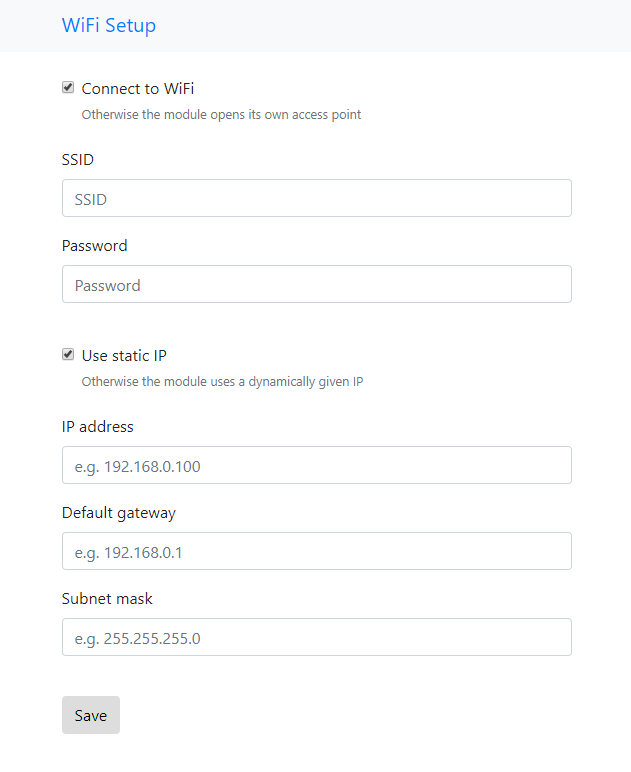 WiFi Setup
Connect to WiFi
Otherwise the module opens its own access point
SSID
SSID
Password
Password
Use static IP
Otherwise the module uses a dynamically given IP
IP address
e.g. 192.168.0.100
Default gateway
e.g. 192.168.0.1
Subnet mask
e.g. 255.255.255.0
Save